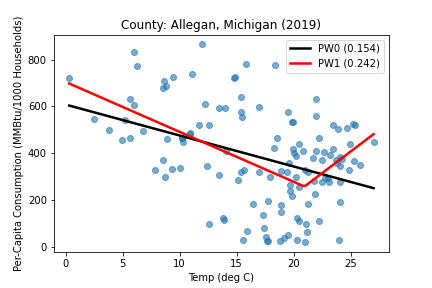 County: Allegan, Michigan (2019)
Per-Capita Consumption (MMBtu/1000 Households)
800
600
400
200
0
PW0 (0.154)
PW1 (0.242)
0
5
10
15
20
25
Temp (deg C)